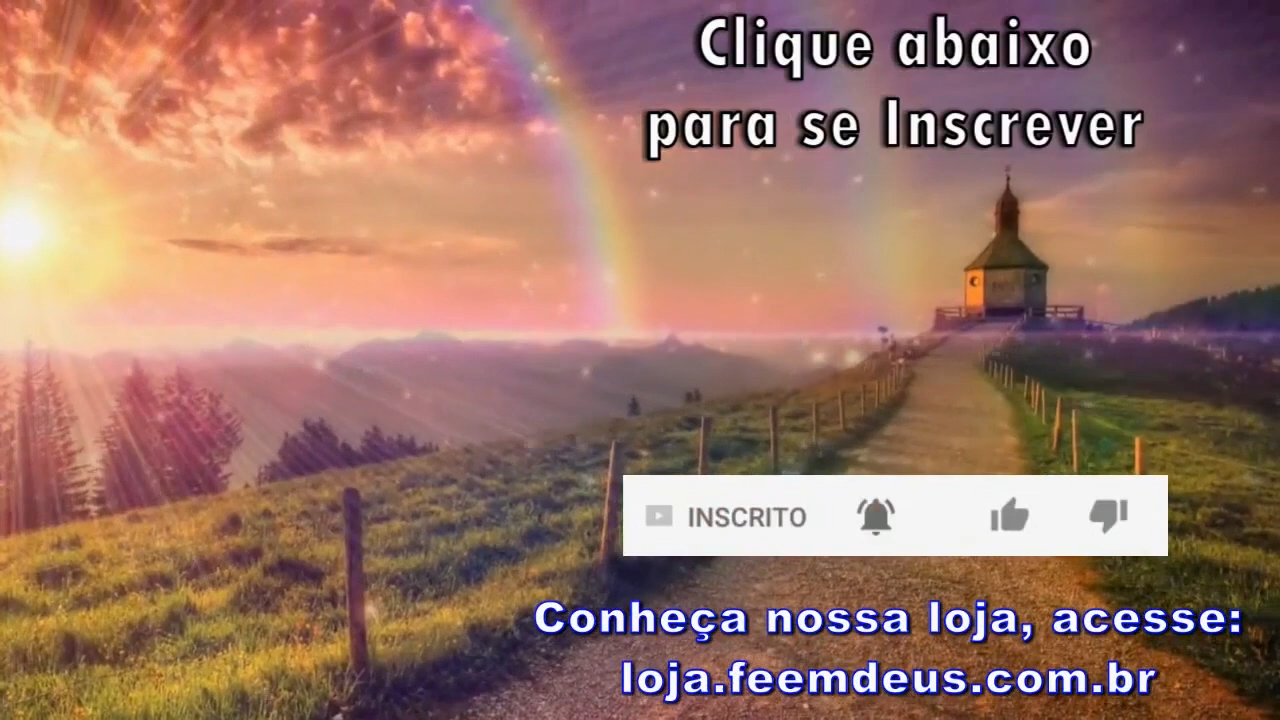 Clique abaixo
para se Inscrever
INSCRITO
Conheça nossa loja, acesse:
loja.feemdeus.com.br